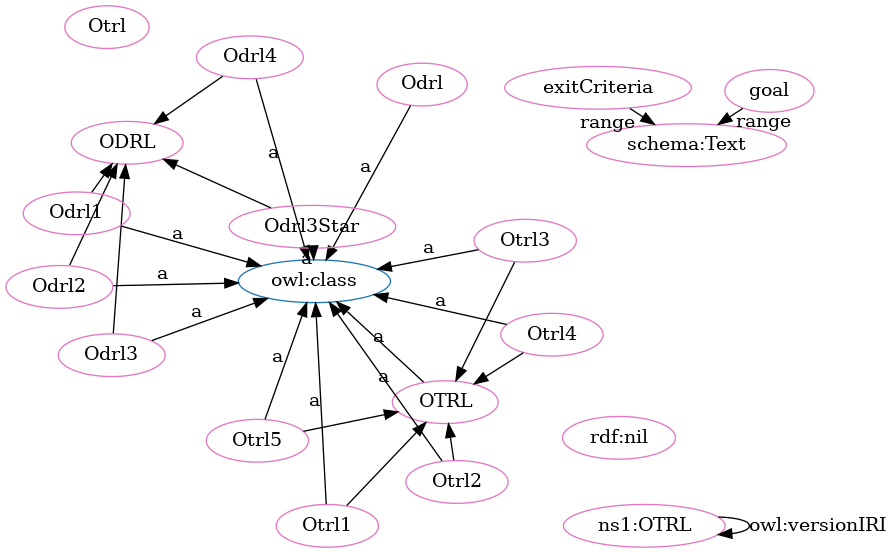 Otrl
Odrl4
Odrl
exitCriteria
goal
range
range
ODRL
schema:Text
a
a
Odrl1
Odrl3Star
a
Otrl3
a
a
owl:class
Odrl2
a
a
Otrl4
a
Odrl3
a
a
a
OTRL
a
Otrl5
rdf:nil
Otrl2
Otrl1
ns1:OTRL
owl:versionIRI